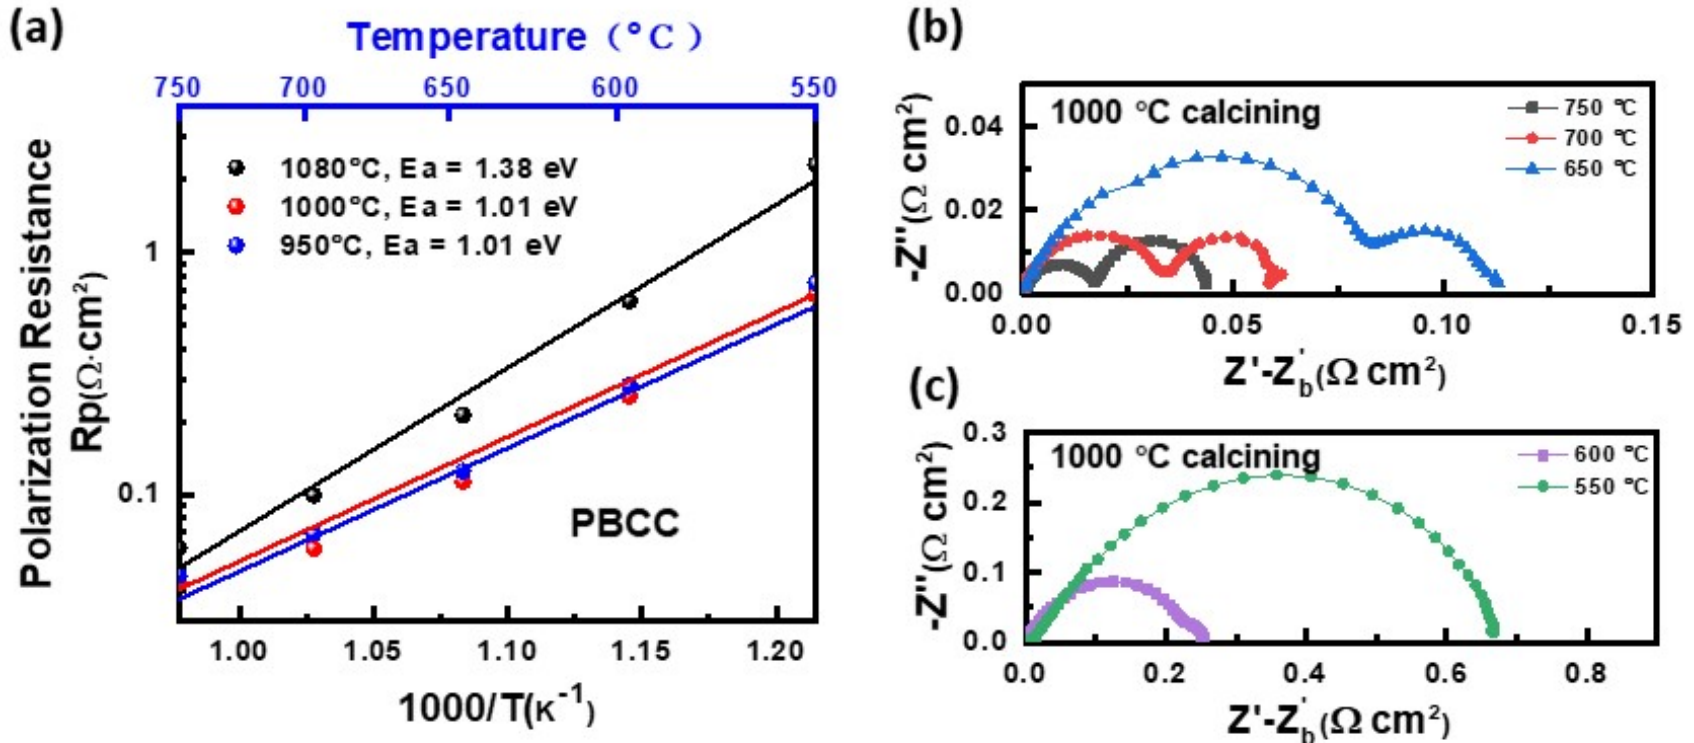 (a)
Temperature (°C)
750 700 650 600 550
Polarization Resistance
Rp(Ω·cm²)
1
0.1
1080°C, Ea = 1.38 eV
1000°C, Ea = 1.01 eV
950°C, Ea = 1.01 eV
PBCC
1.00 1.05 1.10 1.15 1.20
1000/T(K⁻¹)
(b)
-Z''(Ω cm²)
0.04
0.02
0.00
1000 °C calcining
750 °C
700 °C
650 °C
0.00 0.05 0.10 0.15
Z'-Z'b(Ω cm²)
(c)
-Z''(Ω cm²)
0.3
0.2
0.1
0.0
1000 °C calcining
600 °C
550 °C
0.0 0.2 0.4 0.6 0.8
Z'-Z'b(Ω cm²)